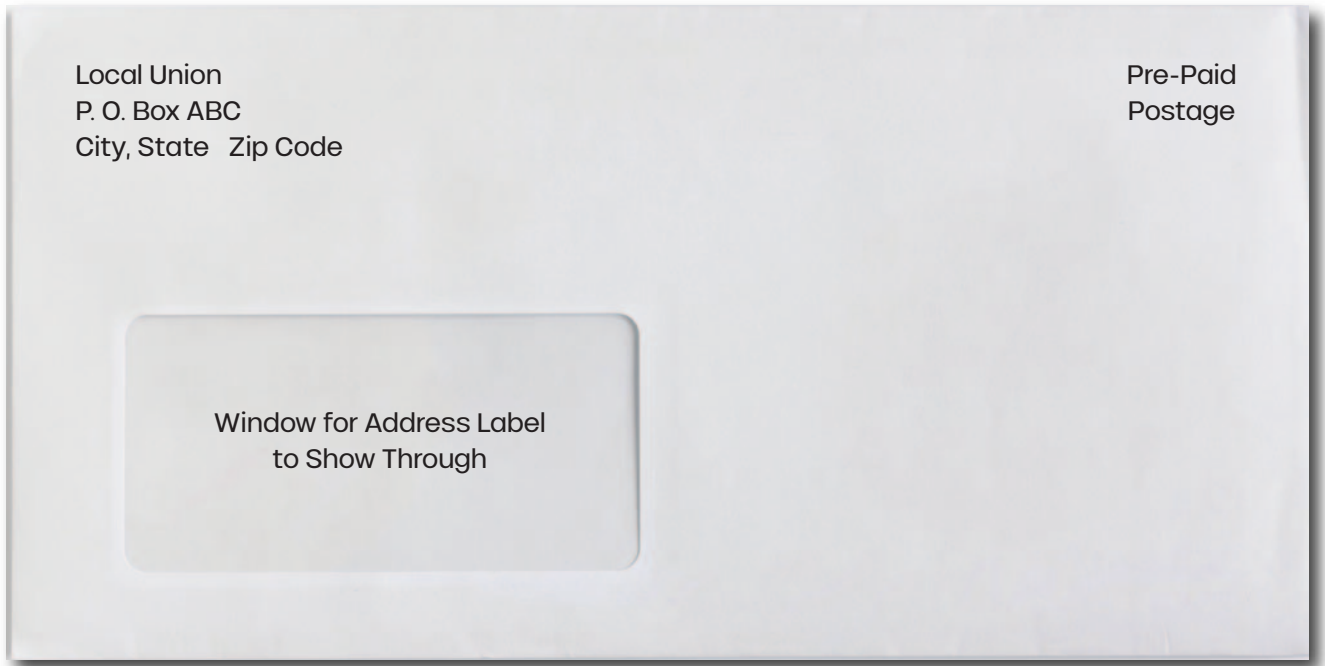 Local Union
P. O. Box ABC
City, State   Zip Code
Pre-Paid
Postage
Window for Address Label
to Show Through